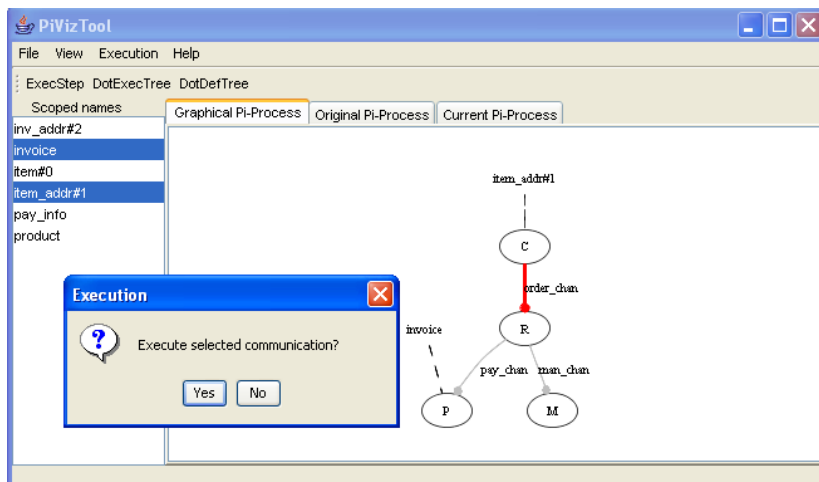 PiVizTool
File View Execution Help
ExecStep DotExecTree DotDefTree
Scoped names
inv_addr#2
invoice
item#0
item_addr#1
pay_info
product
Graphical Pi-Process Original Pi-Process Current Pi-Process
item_addr#1
C
order_chan
R
invoice
pay_chan man_chan
P M
Execution
Execute selected communication?
Yes No